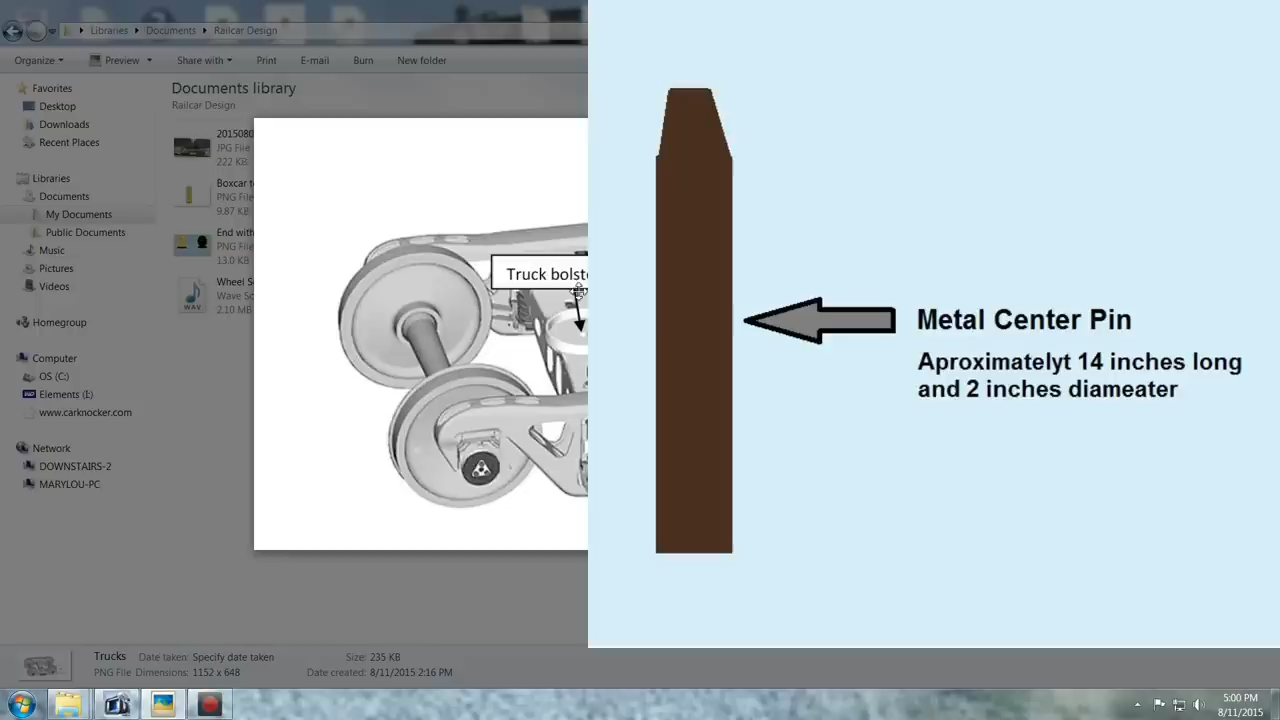 Libraries
Documents
Railcar Design
Organize
Preview
Share with
Print
E-mail
Burn
New folder
Favorites
Desktop
Downloads
Recent Places
Libraries
Documents
My Documents
Public Documents
Music
Pictures
Videos
Homegroup
Computer
OS (C:)
Elements (I:)
www.carknocker.com
Network
DOWNSTAIRS-2
MARYLOU-PC
Documents library
Railcar Design
2015080
JPG File
222 KB
Boxcar t
PNG File
9.87 KB
End with
PNG File
13.0 KB
Wheel S
Wave So
2.10 MB
WAV
Truck bolst
Metal Center Pin
Aproximatelyt 14 inches long
and 2 inches diameater
Trucks
Date taken: Specify date taken
Size: 235 KB
PNG File
Dimensions: 1152 x 648
Date created: 8/11/2015 2:16 PM
5:00 PM
8/11/2015